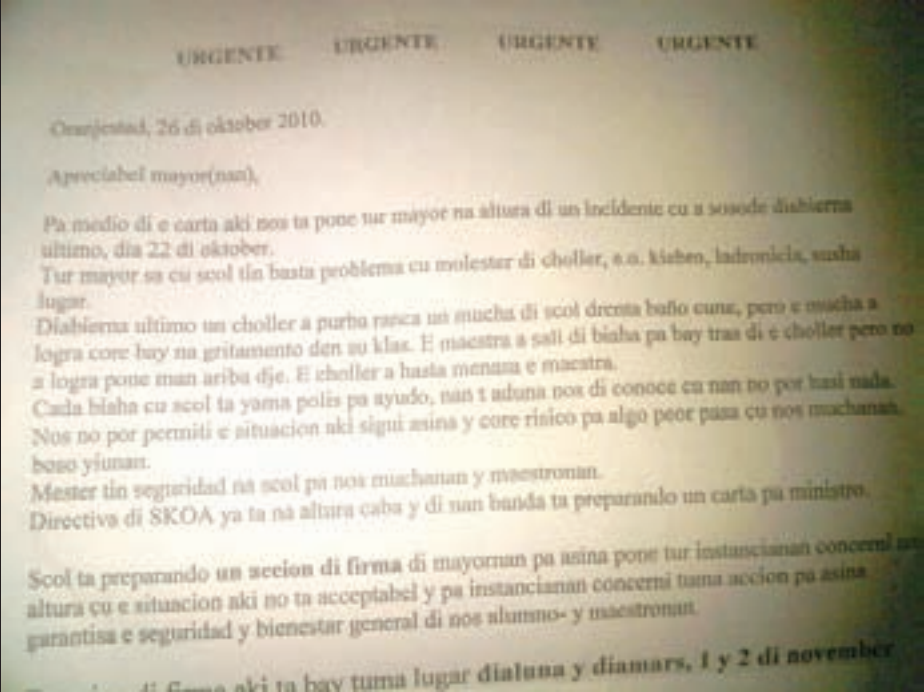 URGENTE URGENTE URGENTE URGENTE
Oranjestad, 26 di oktober 2010.
Apreciabel mayor(nan),
Pa medio di e carta aki nos ta pone tur mayor na altura di un incidente cu a sosode diabierna
ultimo, dia 22 di oktober.
Tur mayor sa cu scol tin basta problema cu molester di choller, e.o. kieben, ladronicia, susha
lugar.
Diabierna ultimo un choller a purba ranca un mucha di scol drenta baño cune, pero e mucha a
logra core bay na gritamento den su klas. E maestra a sali di biaha pa bay tras di e choller pero no
a logra pone man ariba dje. E choller a hasta menasa e maestra.
Cada biaha cu scol ta yama polis pa ayudo, nan t aduna nos di conoce cu nan no por hasi nada.
Nos no por permiti e situacion aki sigui asina y core risico pa algo peor pasa cu nos muchanan,
boso yiunan.
Mester tin seguridad na scol pa nos muchanan y maestronan.
Directiva di SKOA ya ta na altura caba y di nan banda ta preparando un carta pa ministro.
Scol ta preparando un accion di firma di mayornan pa asina pone tur instancianan concerni
altura cu e situacion aki no ta acceptabel y pa instancianan concerni tuma accion pa asina
garantisa e seguridad y bienestar general di nos alumno- y maestronan.
di firma aki ta bay tuma lugar dialuna y diamars, 1 y 2 di november